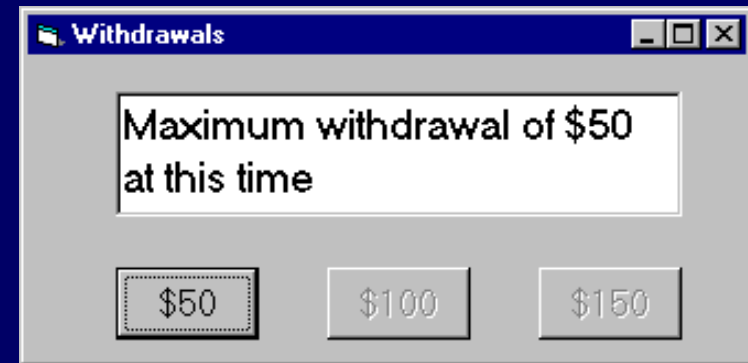 Withdrawals
Maximum withdrawal of $50
at this time
$50 $100 $150